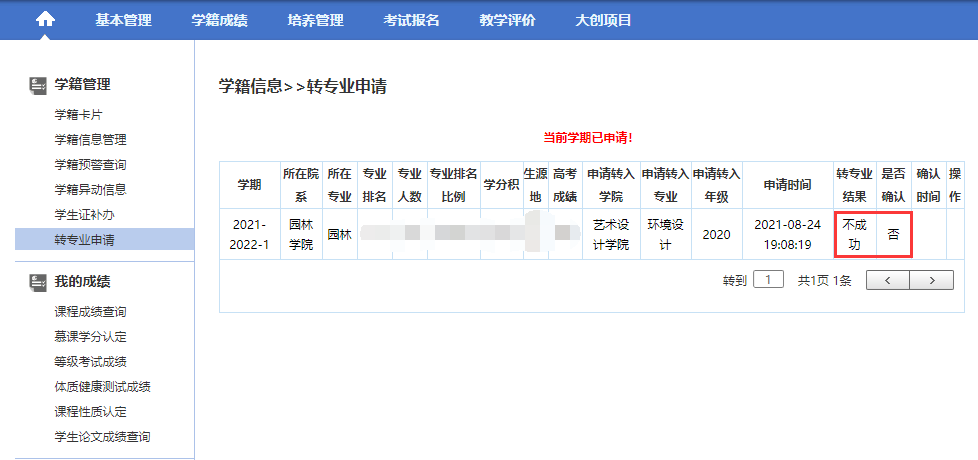 基本管理 学籍成绩 培养管理 考试报名 教学评价 大创项目
学籍管理
学籍卡片
学籍信息管理
学籍预警查询
学籍异动信息
学生证补办
转专业申请
我的成绩
课程成绩查询
慕课学分认定
等级考试成绩
体质健康测试成绩
课程性质认定
学生论文成绩查询
学籍信息>>转专业申请
当前学期已申请!
学期 所在院系 所在专业 专业排名 专业人数 专业排名比例 学分积 生源地 高考成绩 申请转入学院 申请转入专业 申请转入年级 申请时间 转专业结果 是否确认 确认时间 操作
2021-2022-1 园林学院 园林 艺术设计学院 环境设计 2020 2021-08-24 19:08:19 不成功 否
转到 1 共1页 1条 < >